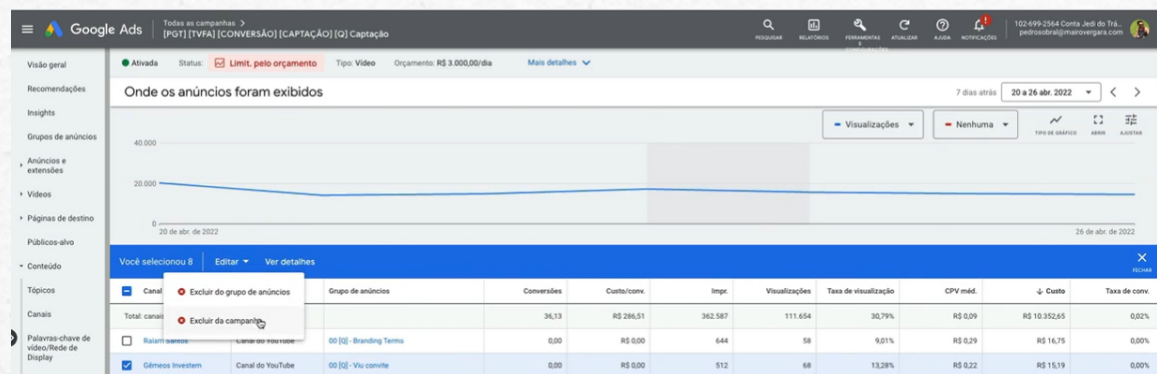 Google Ads
Todas as campanhas >
[PGT] [TVFA] [CONVERSÃO] [CAPTAÇÃO] [Q] Captação
PESQUISAR
RELATÓRIOS
FERRAMENTAS E
ATUALIZAR
AJUDA
NOTIFICAÇÕES
102-699-2564 Conta Jedi do Trá...
pedrosobral@mairovergara.com
Visão geral
Recomendações
Insights
Grupos de anúncios
Anúncios e
extensões
Vídeos
Páginas de destino
Públicos-alvo
Conteúdo
Tópicos
Canais
Palavras-chave de
vídeo/Rede de
Display
Ativada Status: Limit. pelo orçamento Tipo: Vídeo Orçamento: R$ 3.000,00/dia Mais detalhes
Onde os anúncios foram exibidos
7 dias atrás 20 a 26 abr. 2022
Visualizações Nenhuma
TIPO DE GRÁFICO ABRIR AJUSTAR
40.000
20.000
0
20 de abr. de 2022 26 de abr. de 2022
Você selecionou 8 Editar Ver detalhes
FECHAR
Excluir do grupo de anúncios
Excluir da campanha
Canal Grupo de anúncios Conversões Custo/conv. Impr. Visualizações Taxa de visualização CPV méd. Custo Taxa de conv.
Total: canais 36,13 R$ 286,51 362.587 111.654 30,79% R$ 0,09 R$ 10.352,65 0,02%
Raiam Santos Canal do YouTube 00 [Q] - Branding Terms 0,00 R$ 0,00 644 58 9,01% R$ 0,29 R$ 16,75 0,00%
Gêmeos Investem Canal do YouTube 00 [Q] - Viu convite 0,00 R$ 0,00 512 68 13,28% R$ 0,22 R$ 15,19 0,00%